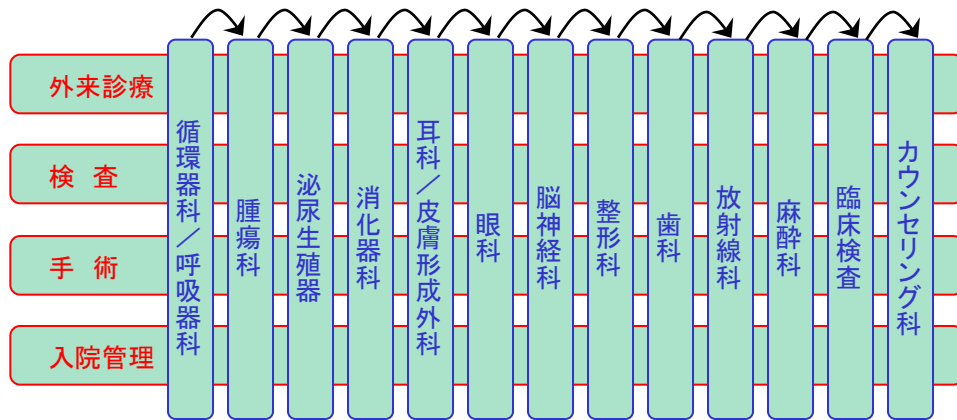 外来診療
検 査
手 術
入院管理
循環器科／呼吸器科
腫瘍科
泌尿生殖器
消化器科
耳科／皮膚形成外科
眼科
脳神経科
整形科
歯科
放射線科
麻酔科
臨床検査
カウンセリング科